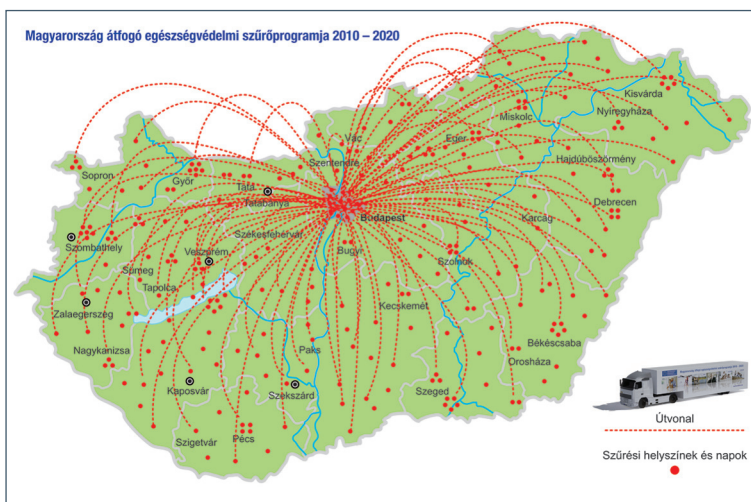 Magyarország átfogó egészségvédelmi szűrőprogramja 2010 – 2020
Kisvárda
Miskolc
Nyíregyháza
Vác
Eger
Szentendre
Hajdúböszörmény
Sopron
Győr
Tata
Tatabánya
Debrecen
Budapest
Karcag
Székesfehérvár
Szombathely
Veszprém
Bugyi
Szolnok
Sümeg
Tapolca
Zalaegerszeg
Kecskemét
Nagykanizsa
Paks
Békéscsaba
Orosháza
Kaposvár
Szekszárd
Szeged
Szigetvár
Pécs
Útvonal
Szűrési helyszínek és napok